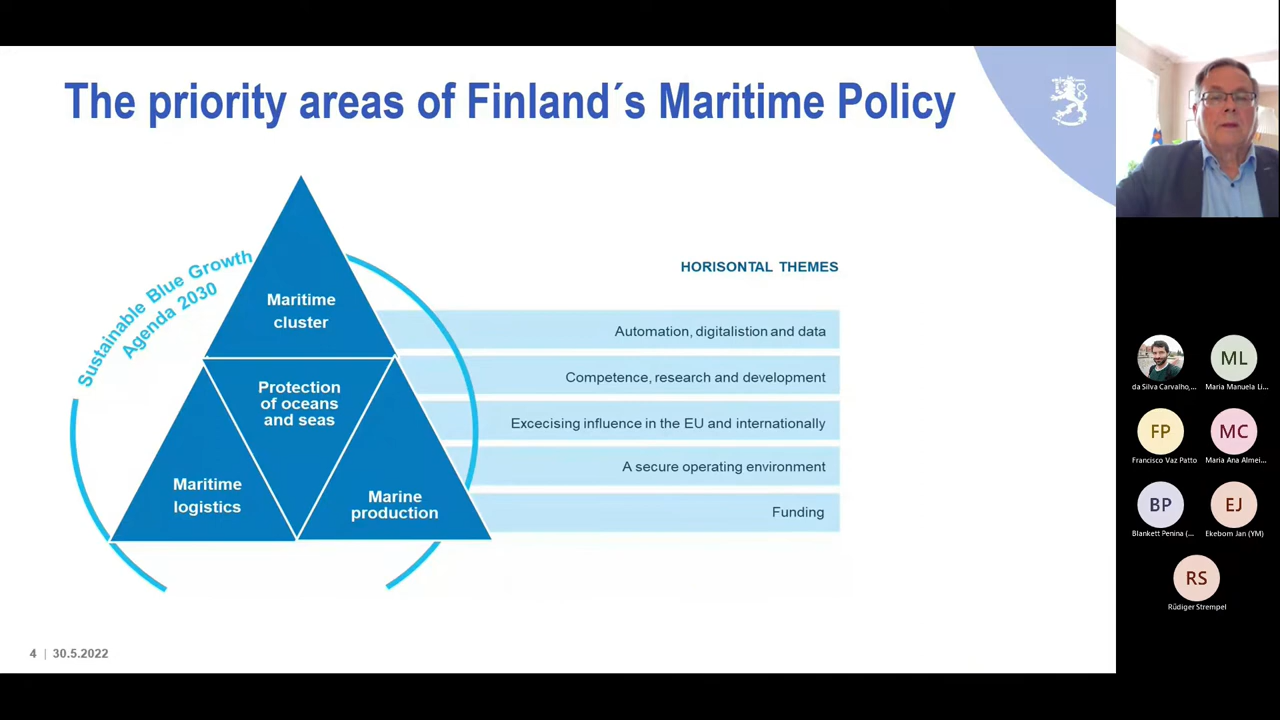 The priority areas of Finland´s Maritime Policy
Sustainable Blue Growth
Agenda 2030
Maritime
cluster
Protection
of oceans
and seas
Maritime
logistics
Marine
production
HORISONTAL THEMES
Automation, digitalistion and data
Competence, research and development
Excecising influence in the EU and internationally
A secure operating environment
Funding
4 | 30.5.2022
da Silva Carvalho,...
ML
Maria Manuela Li...
FP
Francisco Vaz Patto
MC
Maria Ana Almei...
BP
Blankett Penina (...
EJ
Ekebom Jan (YM)
RS
Rüdiger Strempel